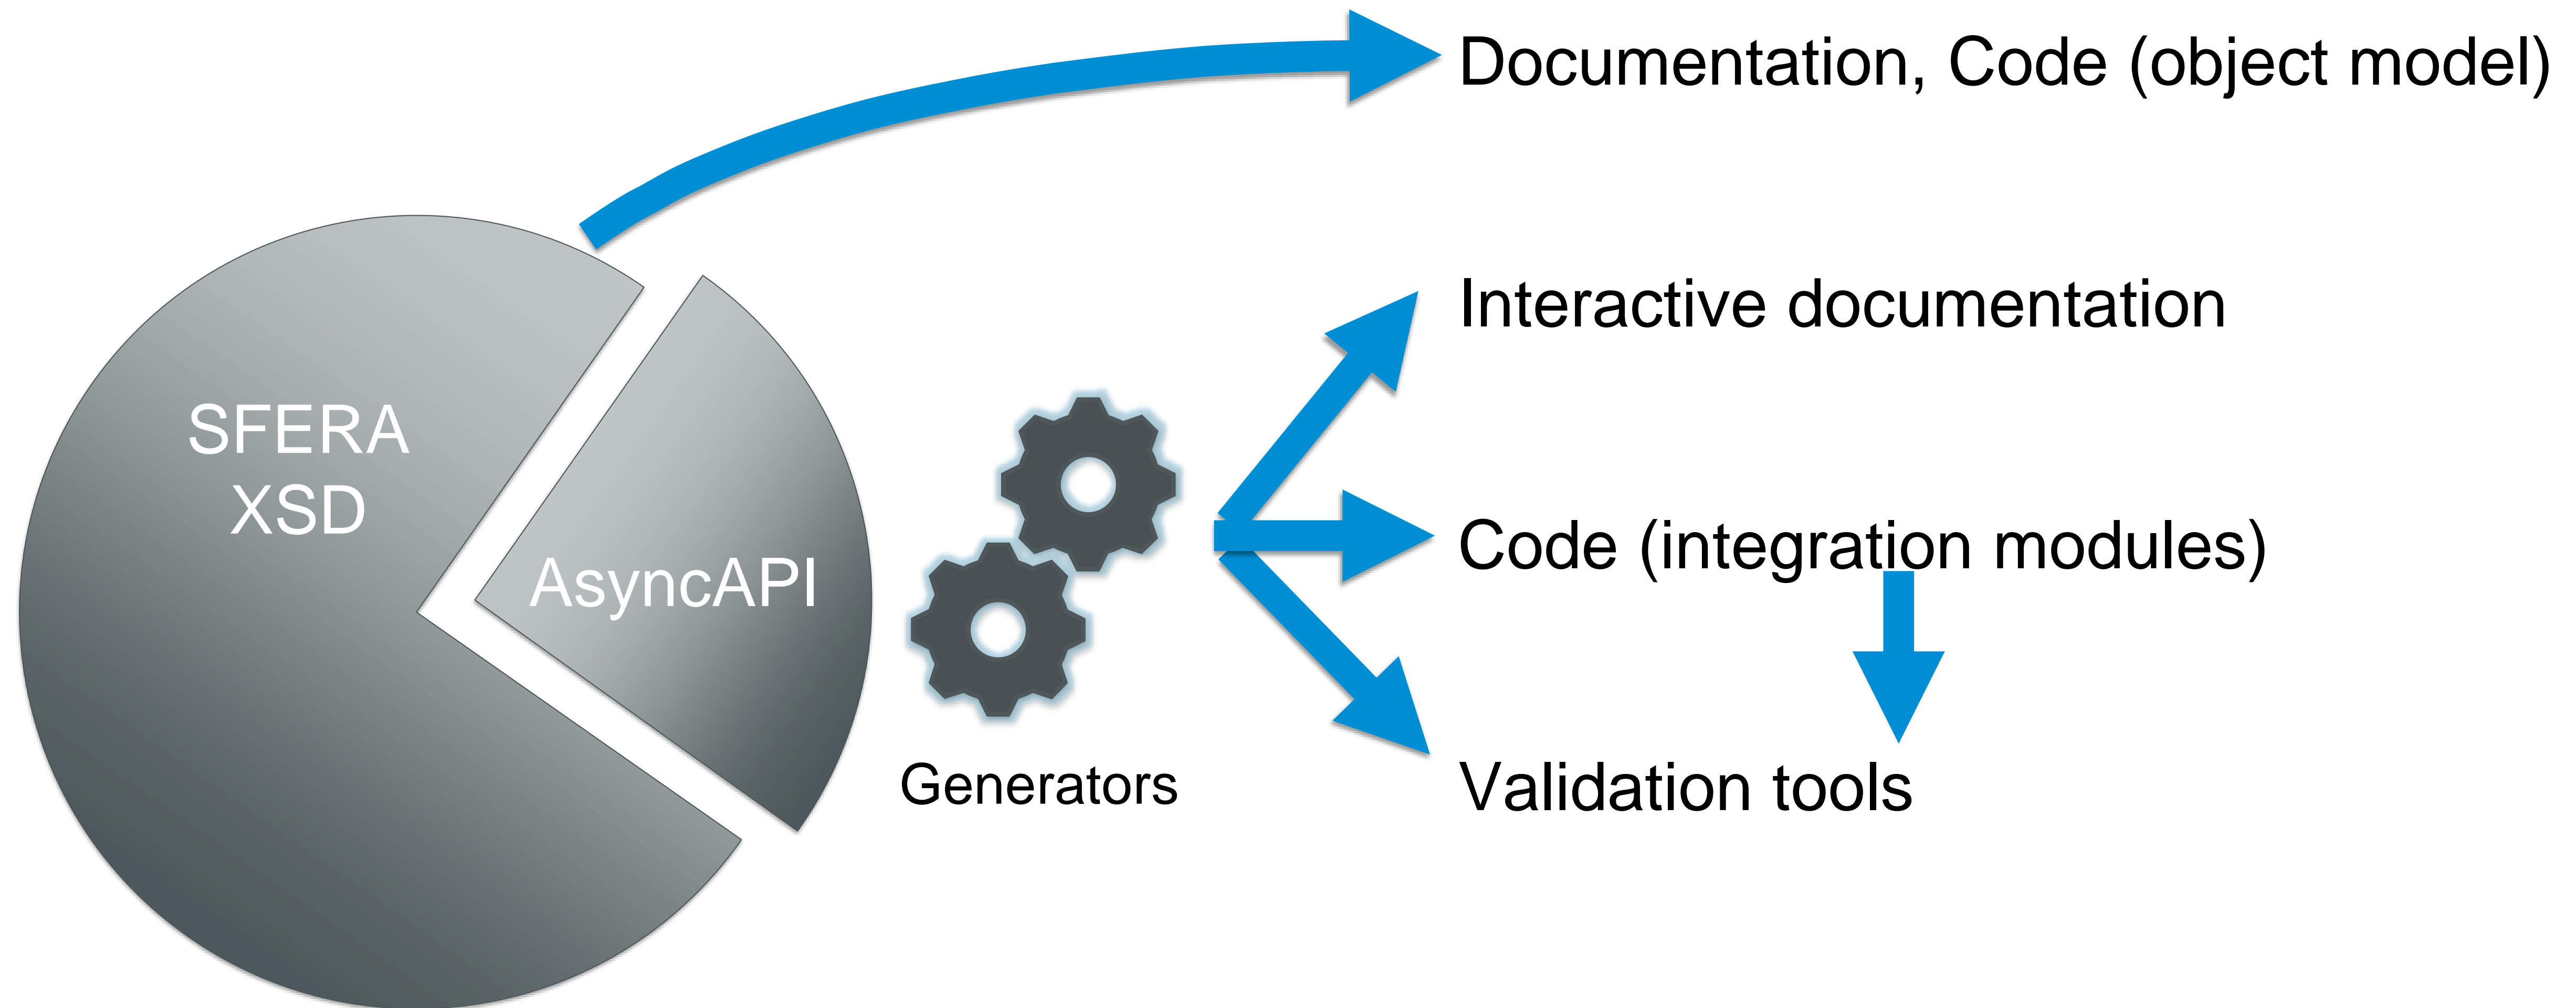 Documentation, Code (object model)
Interactive documentation
SFERA
XSD
AsyncAPI
Code (integration modules)
Generators
Validation tools